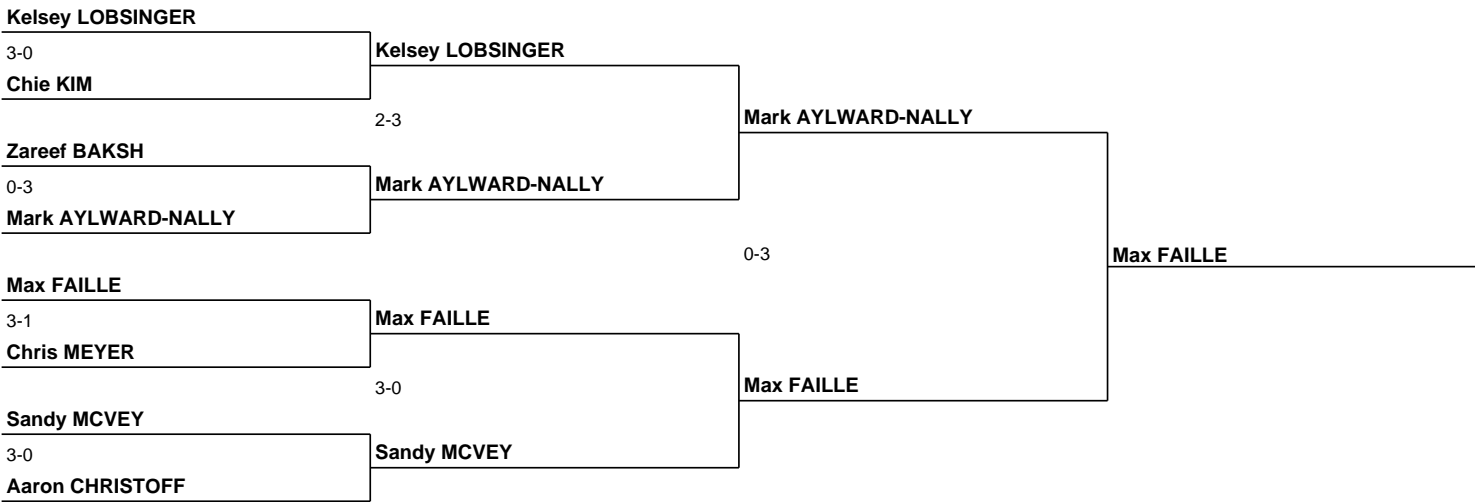 Kelsey LOBSINGER
3-0
Chie KIM
Zareef BAKSH
0-3
Mark AYLWARD-NALLY
Max FAILLE
3-1
Chris MEYER
Sandy MCVEY
3-0
Aaron CHRISTOFF
Kelsey LOBSINGER
2-3
Mark AYLWARD-NALLY
Max FAILLE
3-0
Sandy MCVEY
Mark AYLWARD-NALLY
0-3
Max FAILLE
Max FAILLE